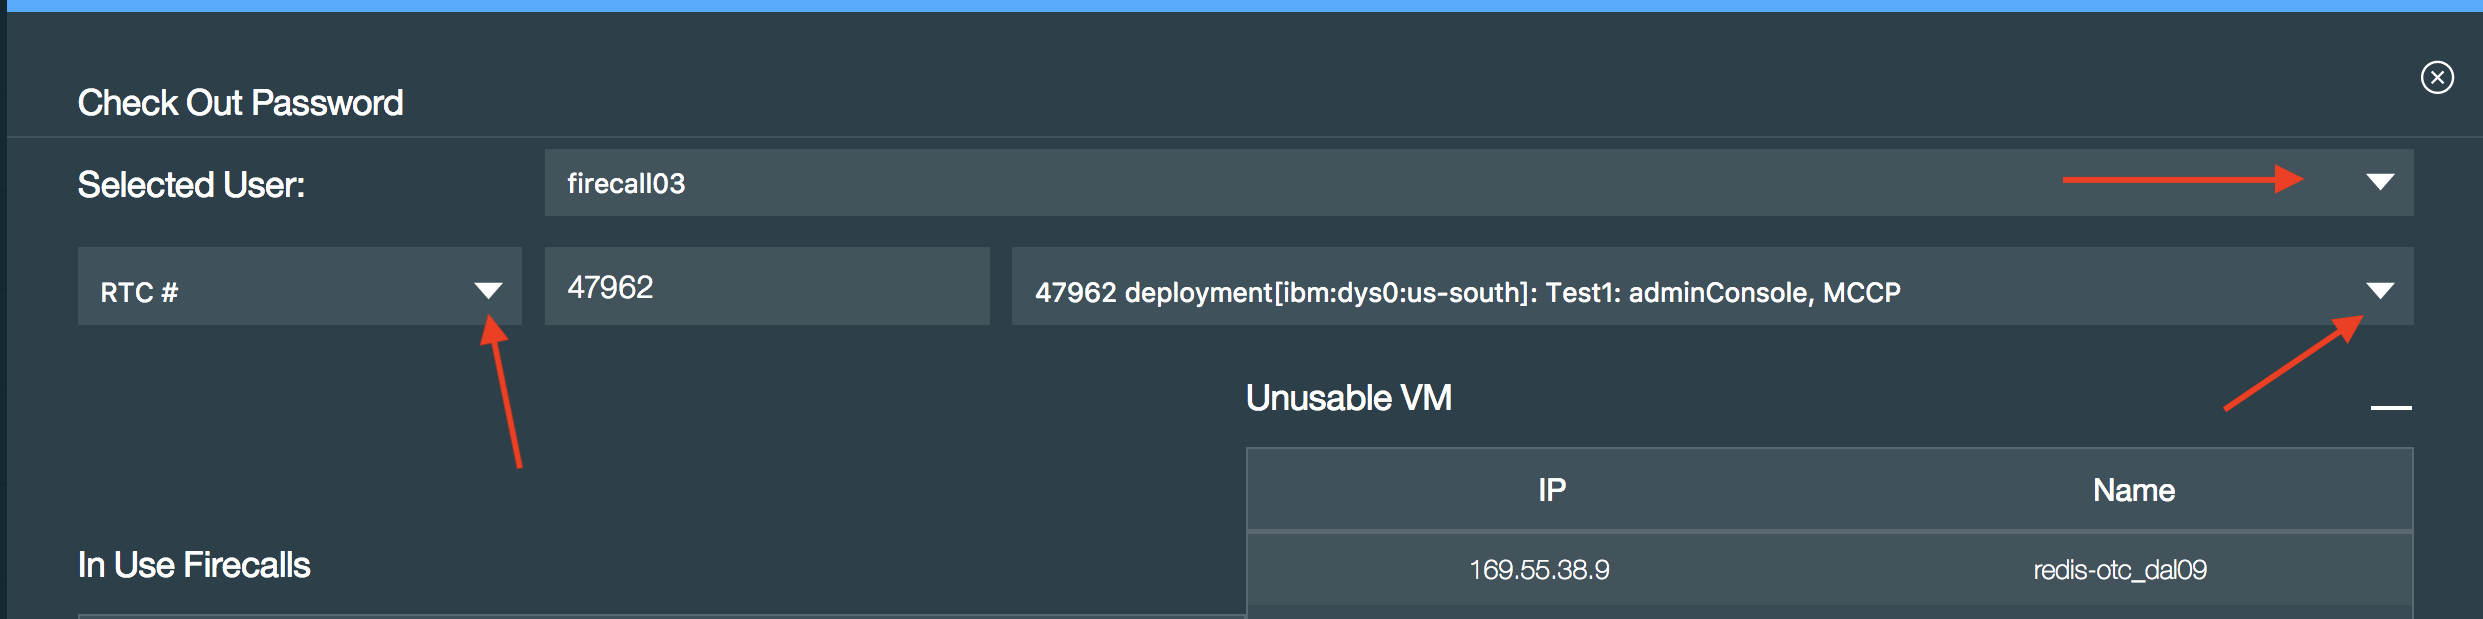 Check Out Password
Selected User:
firecall03
RTC #
47962
47962 deployment[ibm:dys0:us-south]: Test1: adminConsole, MCCP
Unusable VM
IP
Name
In Use Firecalls
169.55.38.9
redis-otc_dal09